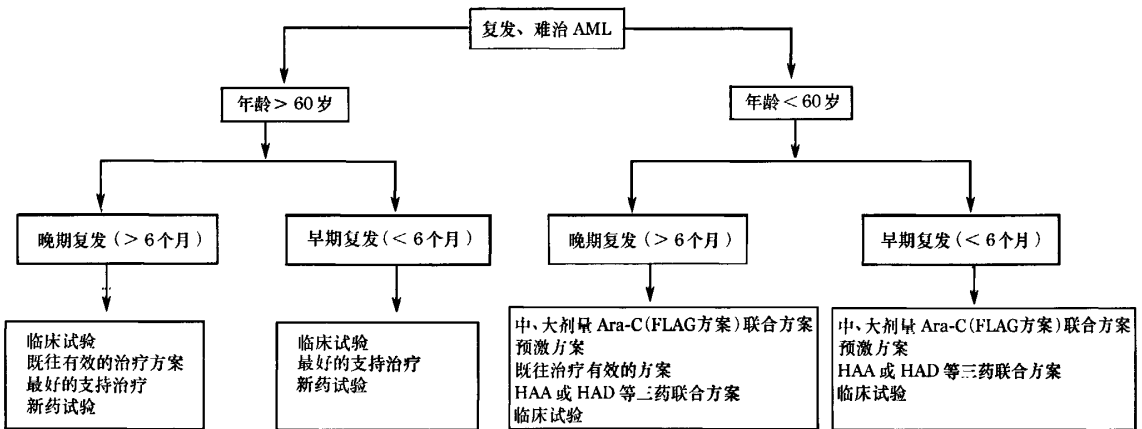 复发、难治 AML
年龄＞60岁
年龄＜60岁
晚期复发（＞6个月）
早期复发（＜6个月）
晚期复发（＞6个月）
早期复发（＜6个月）
临床试验
既往有效的治疗方案
最好的支持治疗
新药试验
临床试验
最好的支持治疗
新药试验
中、大剂量 Ara-C(FLAG方案)联合方案
预激方案
既往治疗有效的方案
HAA 或 HAD 等三药联合方案
临床试验
中、大剂量 Ara-C(FLAG方案)联合方案
预激方案
HAA 或 HAD 等三药联合方案
临床试验